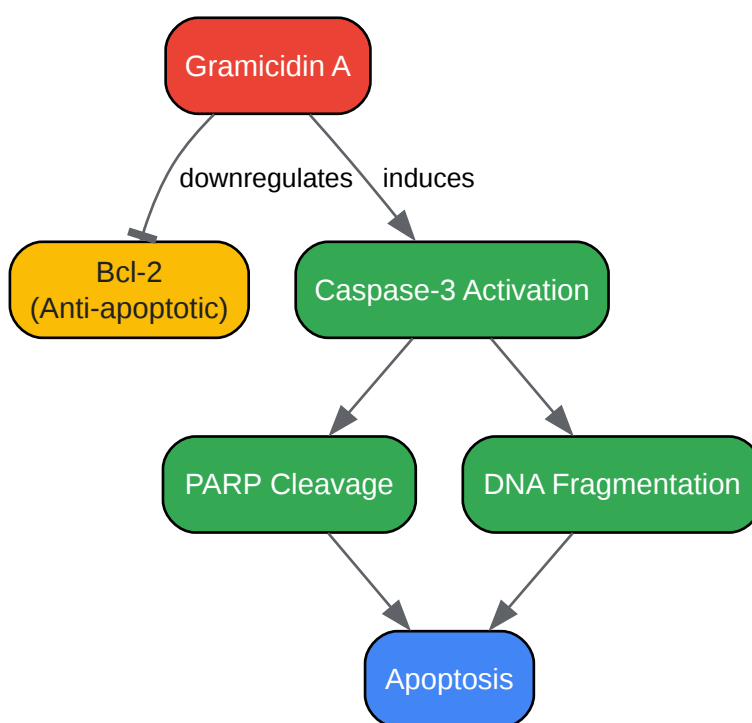 Gramicidin A
downregulates
induces
Bcl-2
(Anti-apoptotic)
Caspase-3 Activation
PARP Cleavage
DNA Fragmentation
Apoptosis